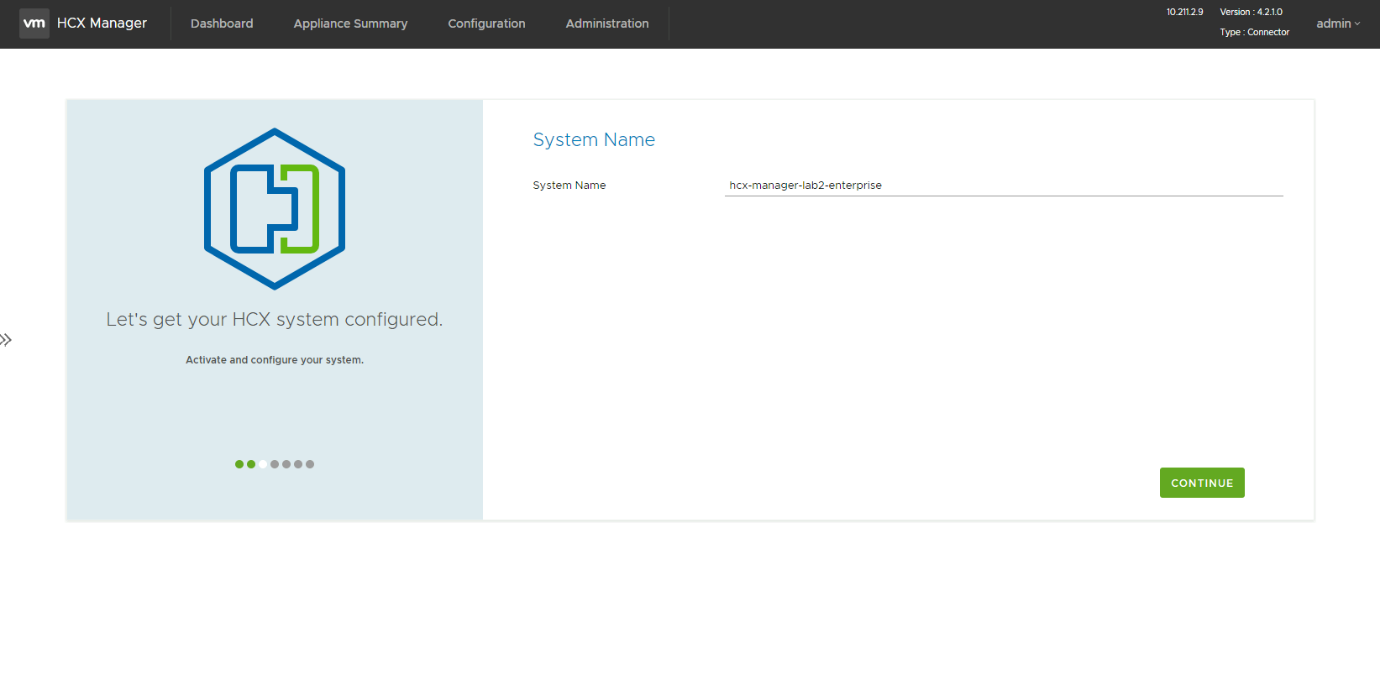 vm HCX Manager Dashboard Appliance Summary Configuration Administration 10.211.2.9 Version : 4.2.1.0 admin
Type : Connector
System Name
System Name hcx-manager-lab2-enterprise
Let's get your HCX system configured.
Activate and configure your system.
CONTINUE